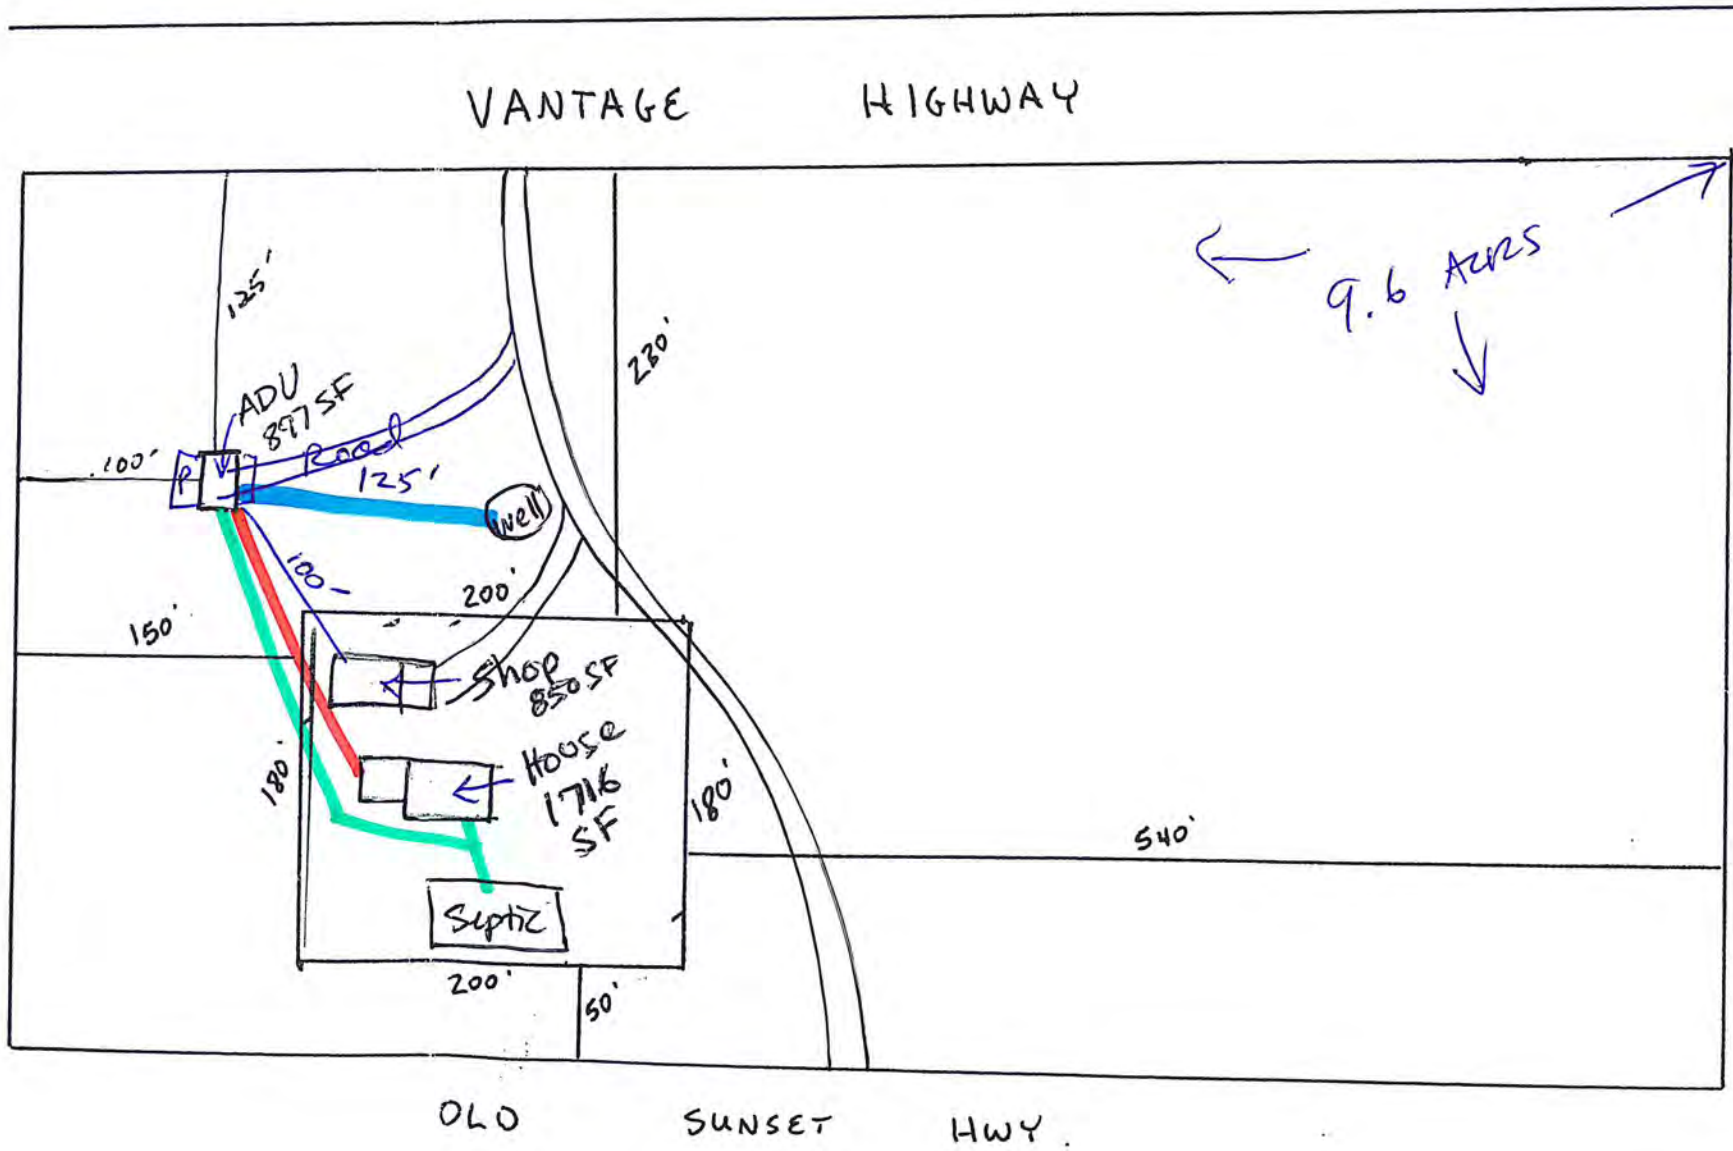 VANTAGE HIGHWAY
125'
230'
9.6
ADU
897 SF
100'
P
Road
125'
well
100
200'
150'
Shop
850 SF
180'
House
1716
SF
180'
540'
Septic
200'
50'
OLD SUNSET HWY.